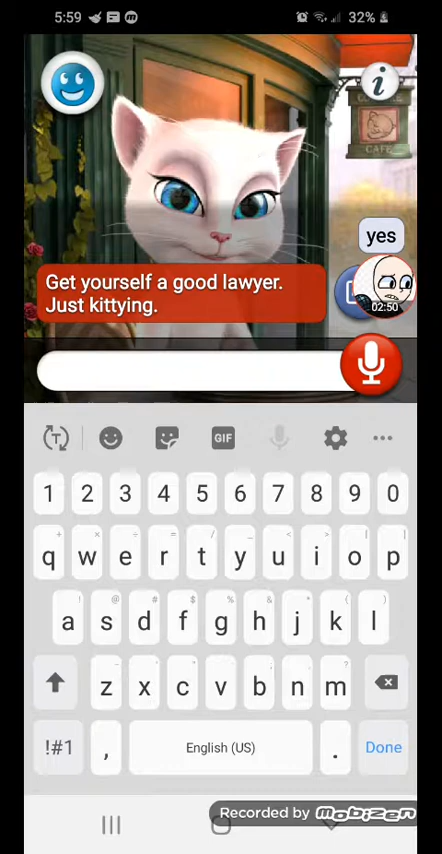 5:59
32%
i
CAFE
yes
Get yourself a good lawyer.
Just kittying.
02:50
T
GIF
1 2 3 4 5 6 7 8 9 0
+ × ÷ = / _ < > [ ]
q w e r t y u i o p
! @ # $ % ^ & * ( )
a s d f g h j k l
- ' " : ; , ?
z x c v b n m
!#1 , English (US) . Done
Recorded by mobizen